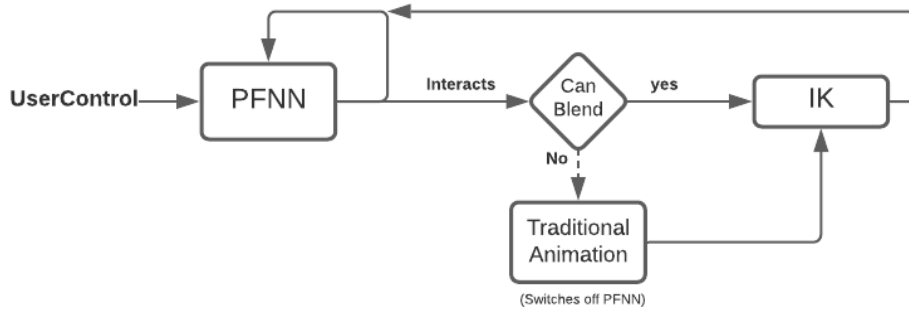 UserControl
PFNN
Interacts
Can
Blend
yes
IK
No
Traditional
Animation
(Switches off PFNN)